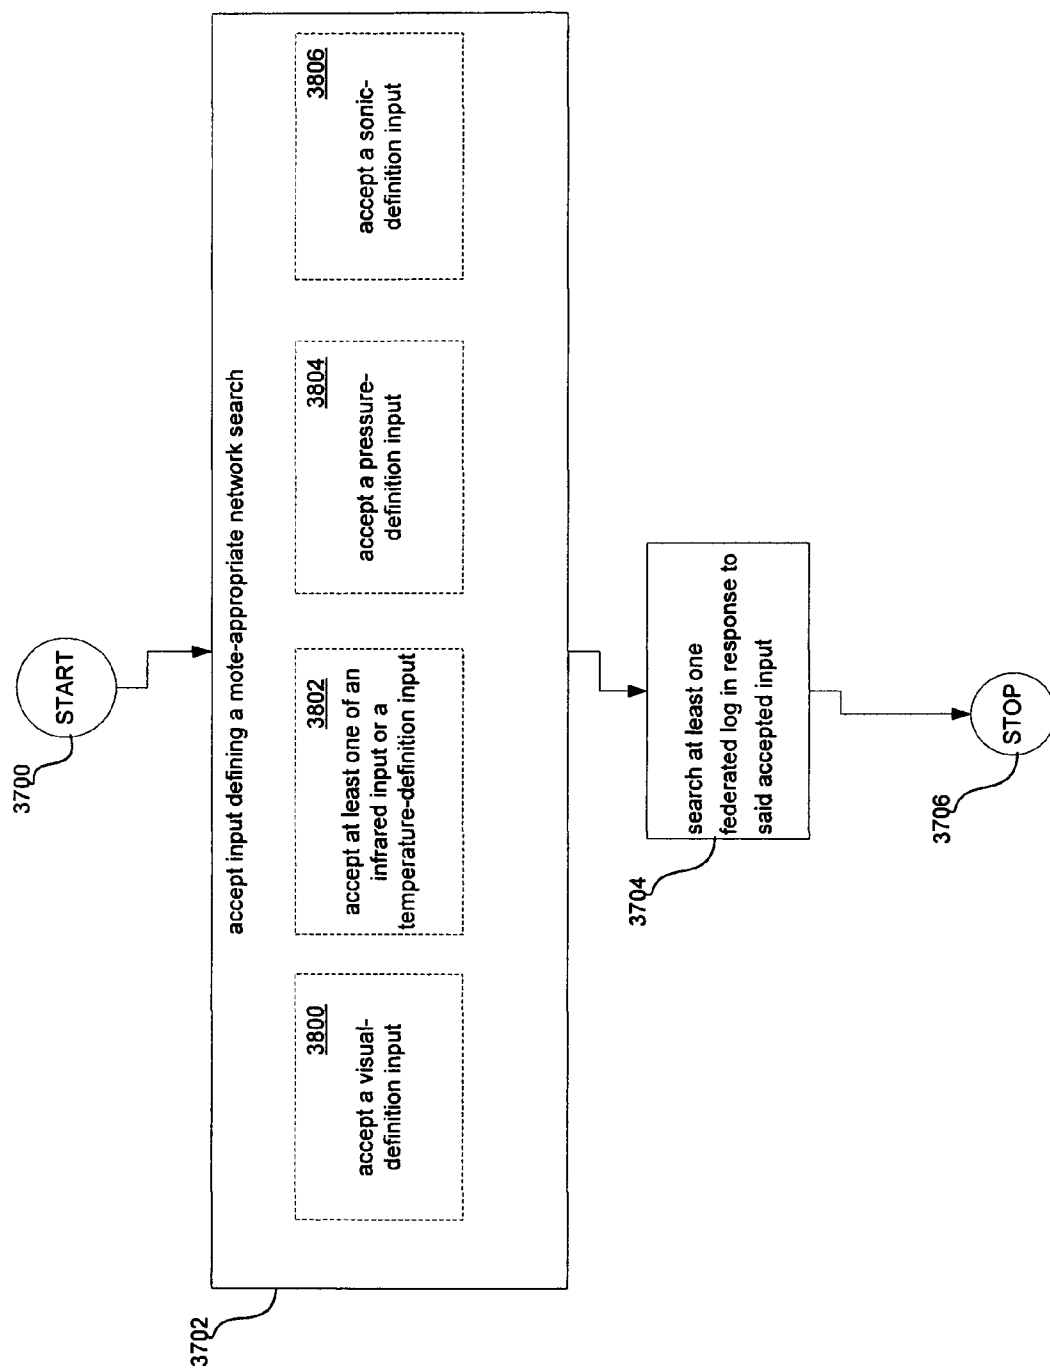 3700
START
3702
accept input defining a mote-appropriate network search
3800
accept a visual-
definition input
3802
accept at least one of an
infrared input or a
temperature-definition input
3804
accept a pressure-
definition input
3806
accept a sonic-
definition input
3704
search at least one
federated log in response to
said accepted input
3706
STOP